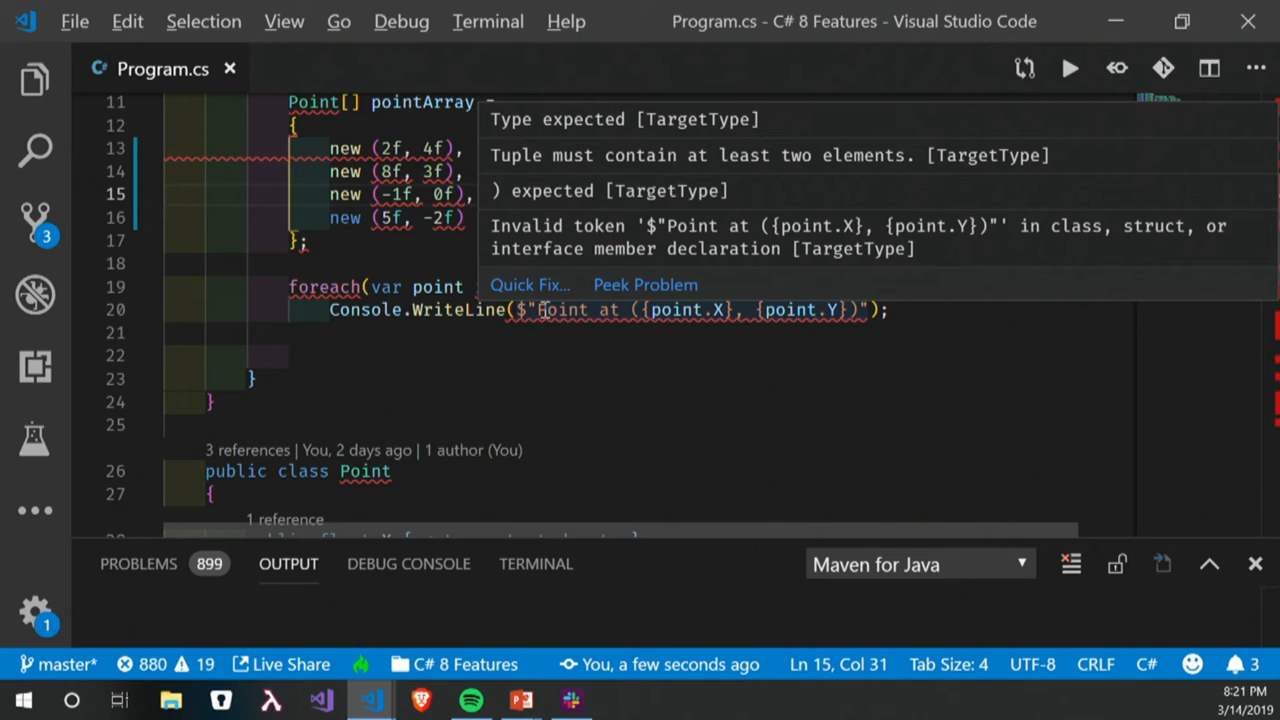 File Edit Selection View Go Debug Terminal Help Program.cs - C# 8 Features - Visual Studio Code
C# Program.cs
11 Point[] pointArray =
12 {
13 new (2f, 4f),
14 new (8f, 3f),
15 new (-1f, 0f),
16 new (5f, -2f)
17 };
18
19 foreach(var point
20 Console.WriteLine($"Point at ({point.X}, {point.Y})");
21
22
23 }
24 }
25
3 references | You, 2 days ago | 1 author (You)
26 public class Point
27 {
1 reference
Type expected [TargetType]
Tuple must contain at least two elements. [TargetType]
) expected [TargetType]
Invalid token '$"Point at ({point.X}, {point.Y})"' in class, struct, or
interface member declaration [TargetType]
Quick Fix... Peek Problem
3
PROBLEMS 899 OUTPUT DEBUG CONSOLE TERMINAL Maven for Java
1
master* 880 19 Live Share C# 8 Features You, a few seconds ago Ln 15, Col 31 Tab Size: 4 UTF-8 CRLF C# 3
8:21 PM
3/14/2019